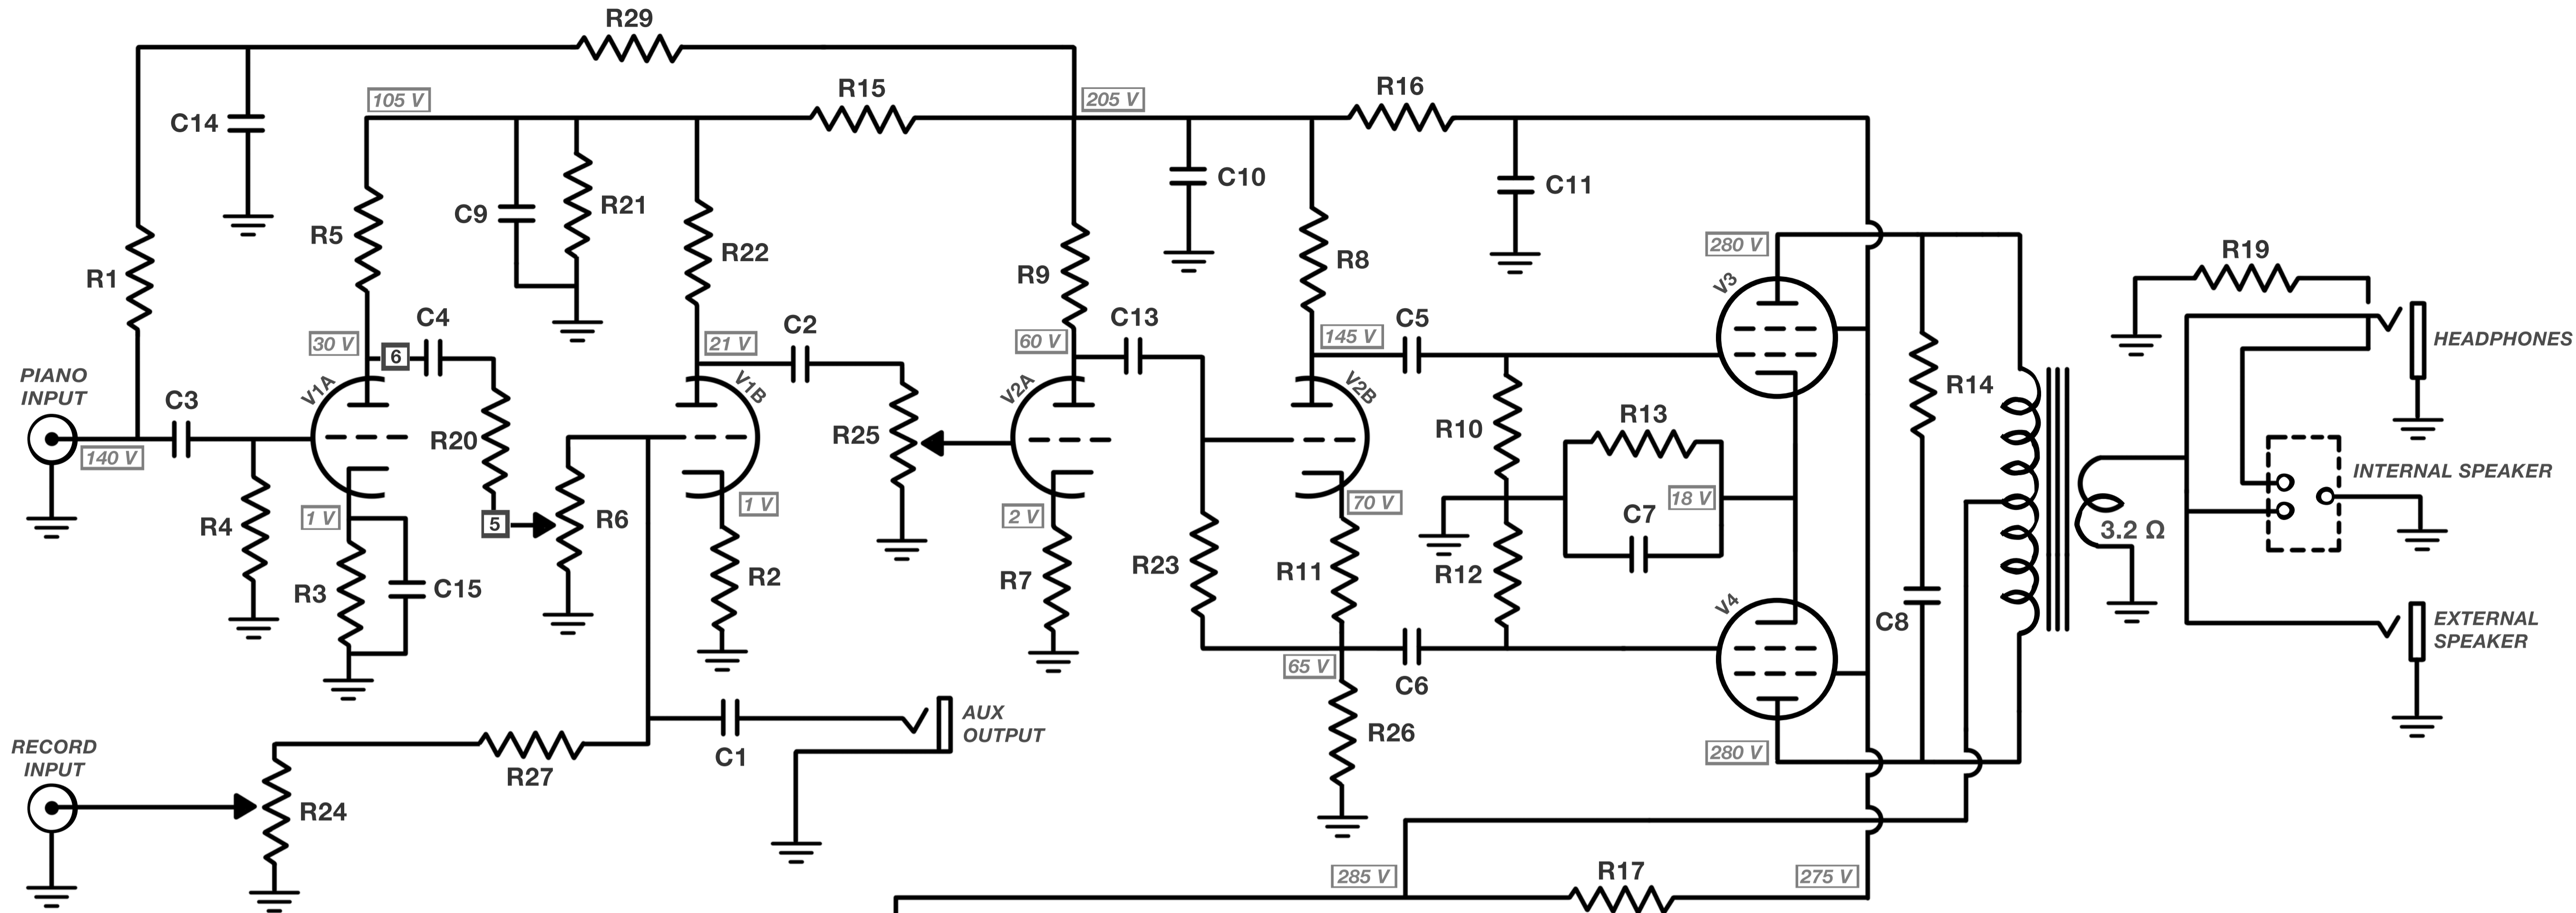 R29
105 V
R15
205 V
R16
C14
C10
C11
R5
C9
R21
R1
R22
R9
R8
280 V
V3
R19
HEADPHONES
30 V
6
C4
21 V
C2
60 V
C13
145 V
C5
PIANO
INPUT
C3
V1A
V1B
V2A
V2B
R14
140 V
R20
R25
R10
R13
INTERNAL SPEAKER
R4
1 V
5
R6
1 V
2 V
70 V
18 V
C7
3.2 Ω
R3
C15
R2
R7
R23
R11
R12
V4
C8
EXTERNAL
SPEAKER
65 V
C6
RECORD
INPUT
R27
C1
AUX
OUTPUT
R26
280 V
R24
285 V
R17
275 V